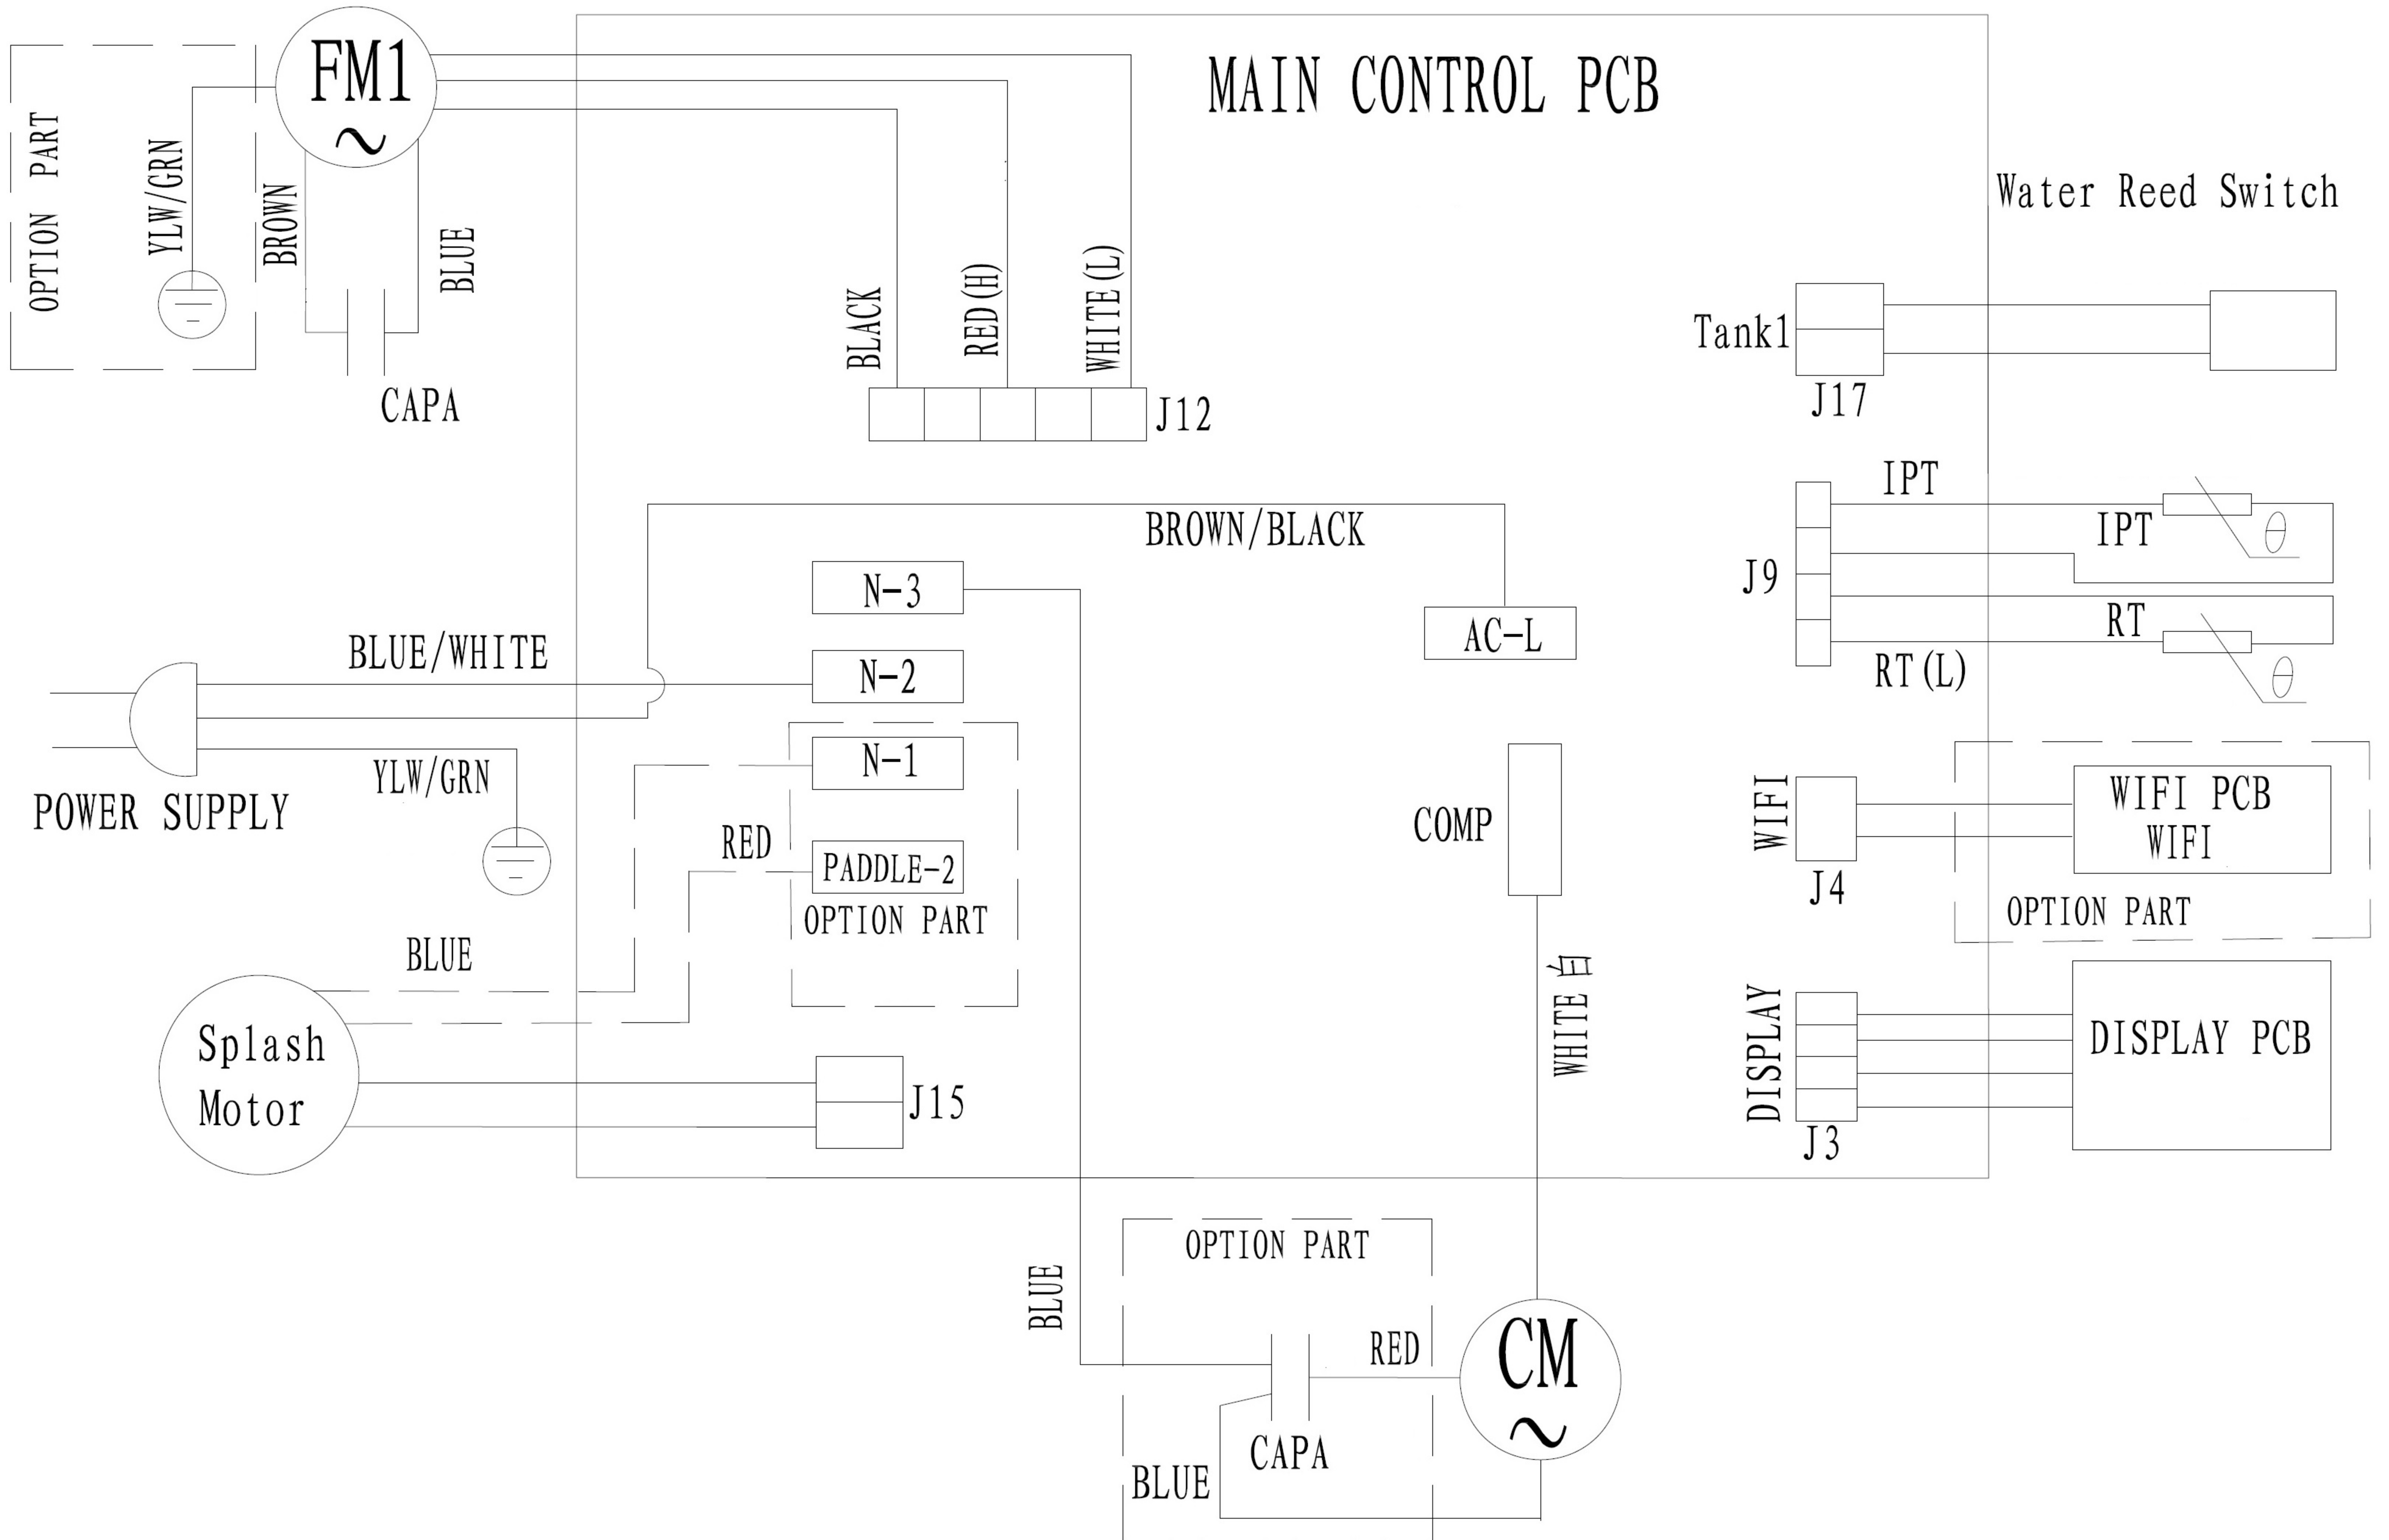 FM1
~
MAIN CONTROL PCB
OPTION PART
YLW/GRN
BROWN
BLUE
CAPA
BLACK
RED(H)
WHITE(L)
J12
Water Reed Switch
Tank1
J17
BROWN/BLACK
IPT
IPT
θ
J9
RT
RT(L)
θ
N-3
AC-L
BLUE/WHITE
N-2
N-1
YLW/GRN
POWER SUPPLY
RED
PADDLE-2
OPTION PART
COMP
WIFI
J4
WIFI PCB
WIFI
OPTION PART
BLUE
Splash
Motor
J15
WHITE 白
DISPLAY
J3
DISPLAY PCB
OPTION PART
BLUE
RED
CM
~
CAPA
BLUE